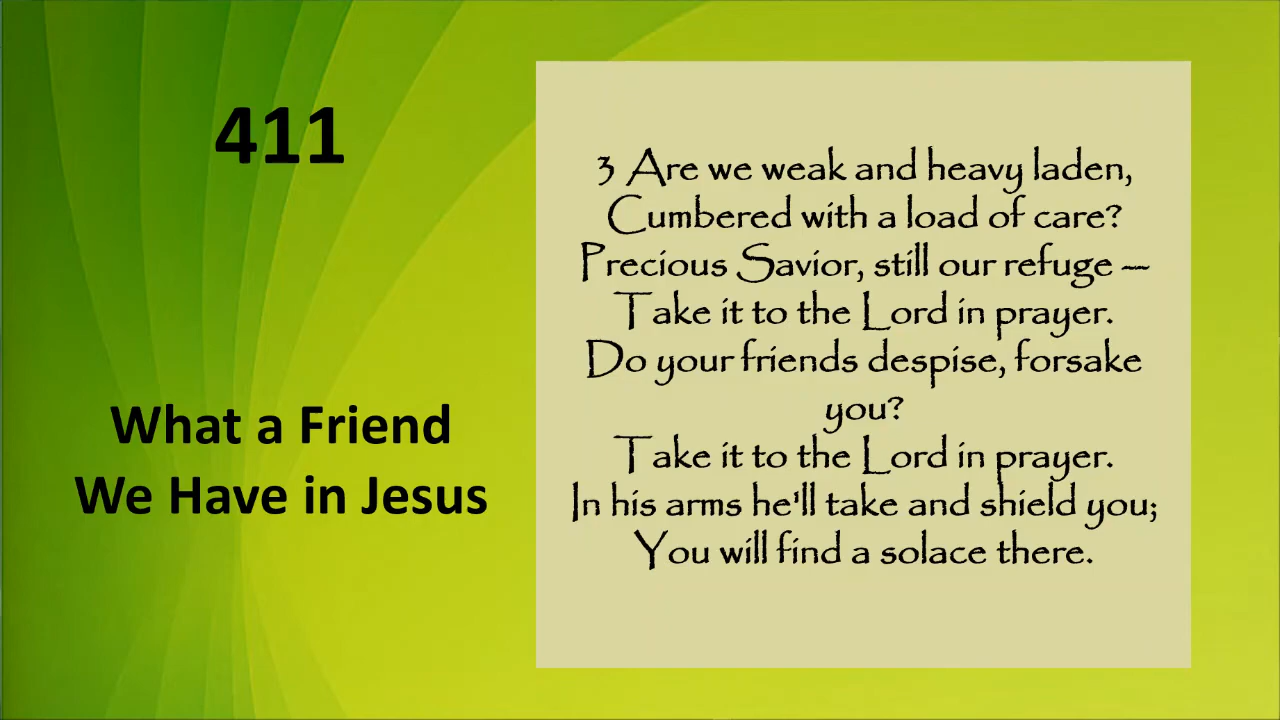 411
What a Friend
We Have in Jesus
3 Are we weak and heavy laden,
Cumbered with a load of care?
Precious Savior, still our refuge —
Take it to the Lord in prayer.
Do your friends despise, forsake
you?
Take it to the Lord in prayer.
In his arms he'll take and shield you;
You will find a solace there.